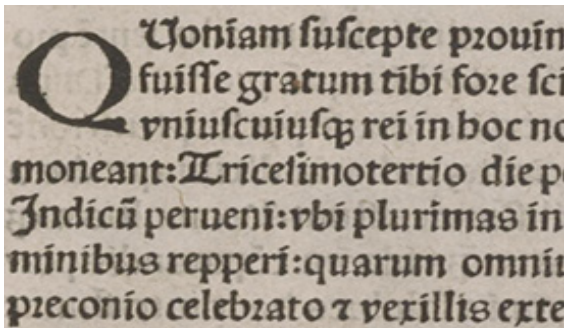 QUoniam suscepte prouin
fuisse gratum tibi fore sci
vniuscuiusqꝫ rei in hoc no
moneant: Tricesimotertio die p
Indicū perueni: vbi plurimas in
minibus repperi: quarum omniu
preconio celebrato ⁊ vexillis exte